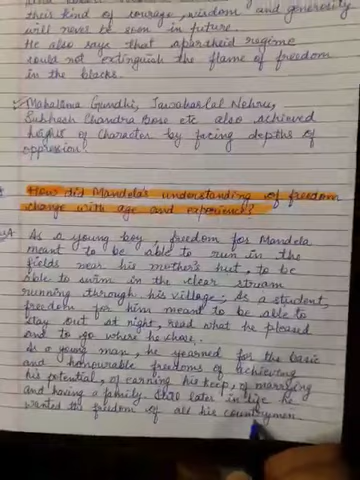 their kind of courage, wisdom and generosity
will never be seen in future.
He also says that apartheid regime
could not extinguish the flame of freedom
in the blacks.
Mahatma Gandhi, Jawaharlal Nehru,
Subhash Chandra Bose etc also achieved
heights of character by facing depths of
oppression.
How did Mandela's understanding of freedom
change with age and experience?
A As a young boy, freedom for Mandela
meant to be able to run in the
fields near his mother's hut, to be
able to swim in the clear stream
running through his village; As a student,
freedom for him meant to be able to
stay out at night, read what he pleased
and to go where he chose.
As a young man, he yearned for the basic
and honourable freedoms of achieving
his potential, of earning his keep, of marrying
and having a family. Still later in life he
wanted the freedom of all his countrymen